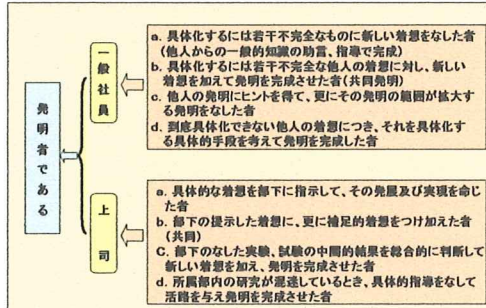 発明者である
一般社員
a. 具体化するには若干不完全なものに新しい着想をなした者
(他人からの一般的知識の助言、指導で完成)
b. 具体化するには若干不完全な他人の着想に対し、新しい
着想を加えて発明を完成させた者(共同発明)
c. 他人の発明にヒントを得て、更にその発明の範囲が拡大す
る発明をなした者
d. 到底具体化できない他人の着想につき、それを具体化す
る具体的手段を考えて発明を完成した者
上司
a. 具体的な着想を部下に指示して、その発展及び実現を命じ
た者
b. 部下の提示した着想に、更に補足的着想をつけ加えた者
(共同)
C. 部下のなした実験、試験の中間的結果を総合的に判断して
新しい着想を加え、発明を完成させた者
d. 所属部内の研究が混迷しているとき、具体的指導をなして
活路を与え発明を完成させた者